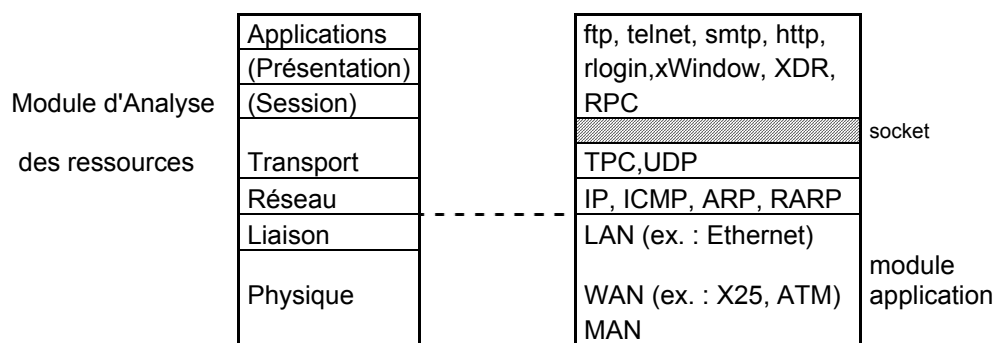 Applications
(Présentation)
Module d'Analyse
(Session)
des ressources
Transport
Réseau
Liaison
Physique
ftp, telnet, smtp, http,
rlogin,xWindow, XDR,
RPC
socket
TPC,UDP
IP, ICMP, ARP, RARP
LAN (ex. : Ethernet)
WAN (ex. : X25, ATM)
MAN
module
application